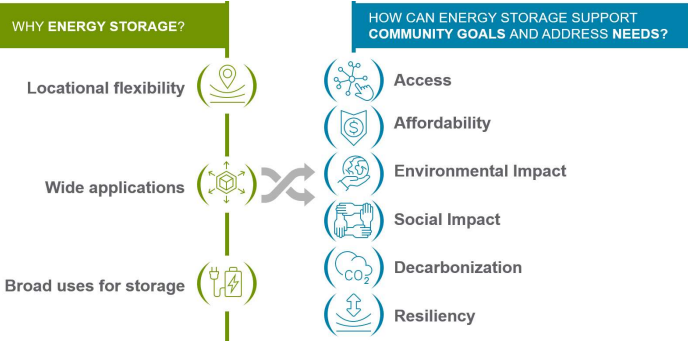 WHY ENERGY STORAGE?
Locational flexibility
Wide applications
Broad uses for storage
HOW CAN ENERGY STORAGE SUPPORT
COMMUNITY GOALS AND ADDRESS NEEDS?
Access
$
Affordability
Environmental Impact
Social Impact
CO2
Decarbonization
Resiliency